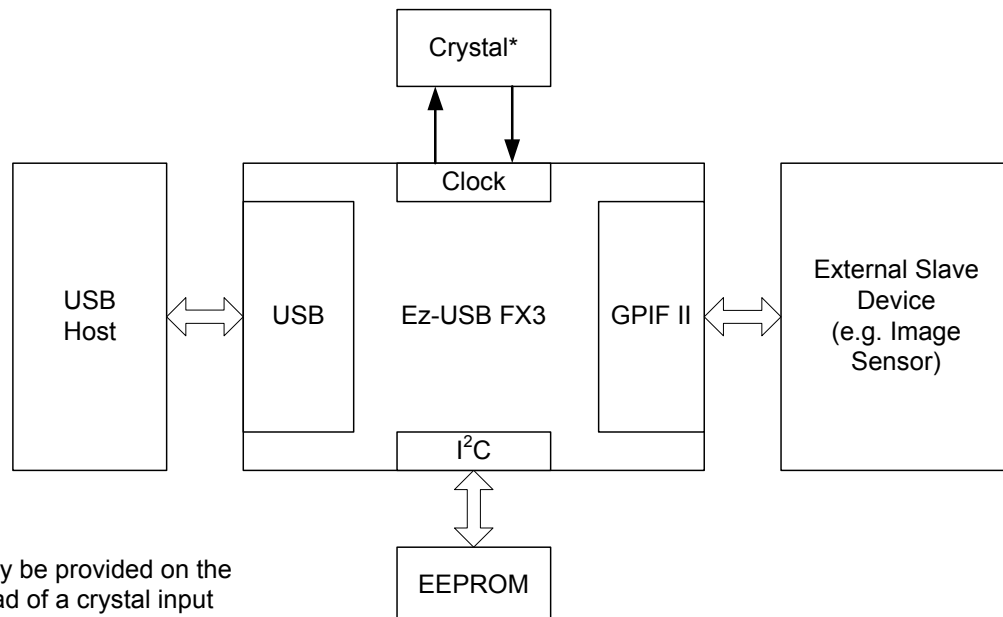 Crystal*
Clock
USB
Host
USB
Ez-USB FX3
GPIF II
External Slave
Device
(e.g. Image
Sensor)
I²C
EEPROM
be provided on the
of a crystal input